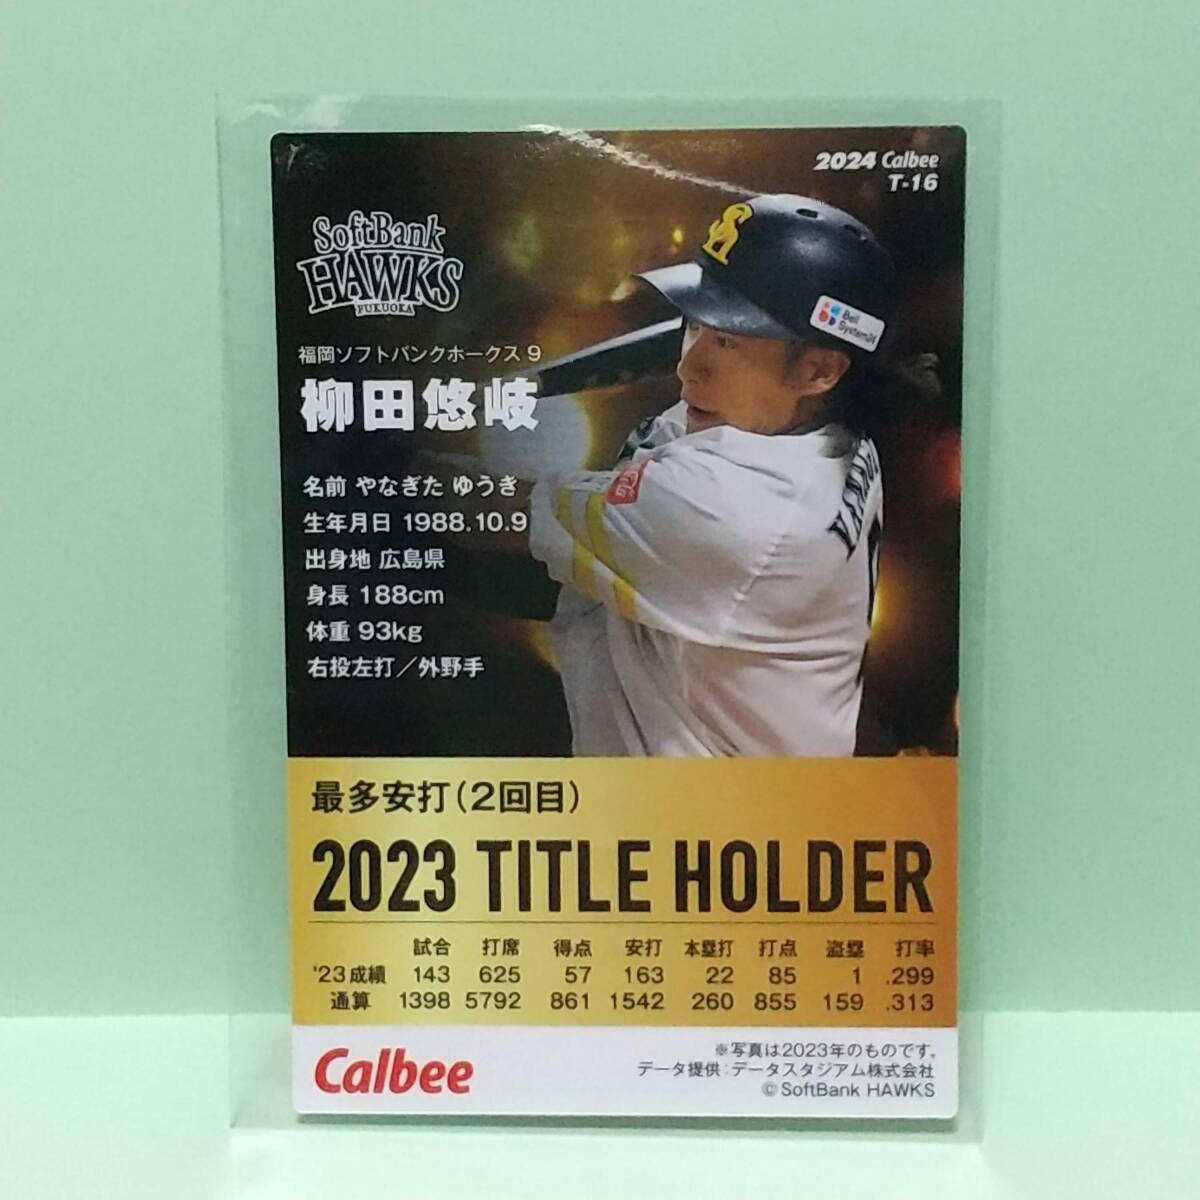 2024 Calbee
T-16
SoftBank
HAWKS
FUKUOKA
Bell
System24
福岡ソフトバンクホークス 9
柳田悠岐
名前 やなぎた ゆうき
生年月日 1988.10.9
出身地 広島県
身長 188cm
体重 93kg
右投左打／外野手
最多安打(2回目)
2023 TITLE HOLDER
試合 打席 得点 安打 本塁打 打点 盗塁 打率
'23成績 143 625 57 163 22 85 1 .299
通算 1398 5792 861 1542 260 855 159 .313
Calbee
※写真は2023年のものです。
データ提供：データスタジアム株式会社
©SoftBank HAWKS